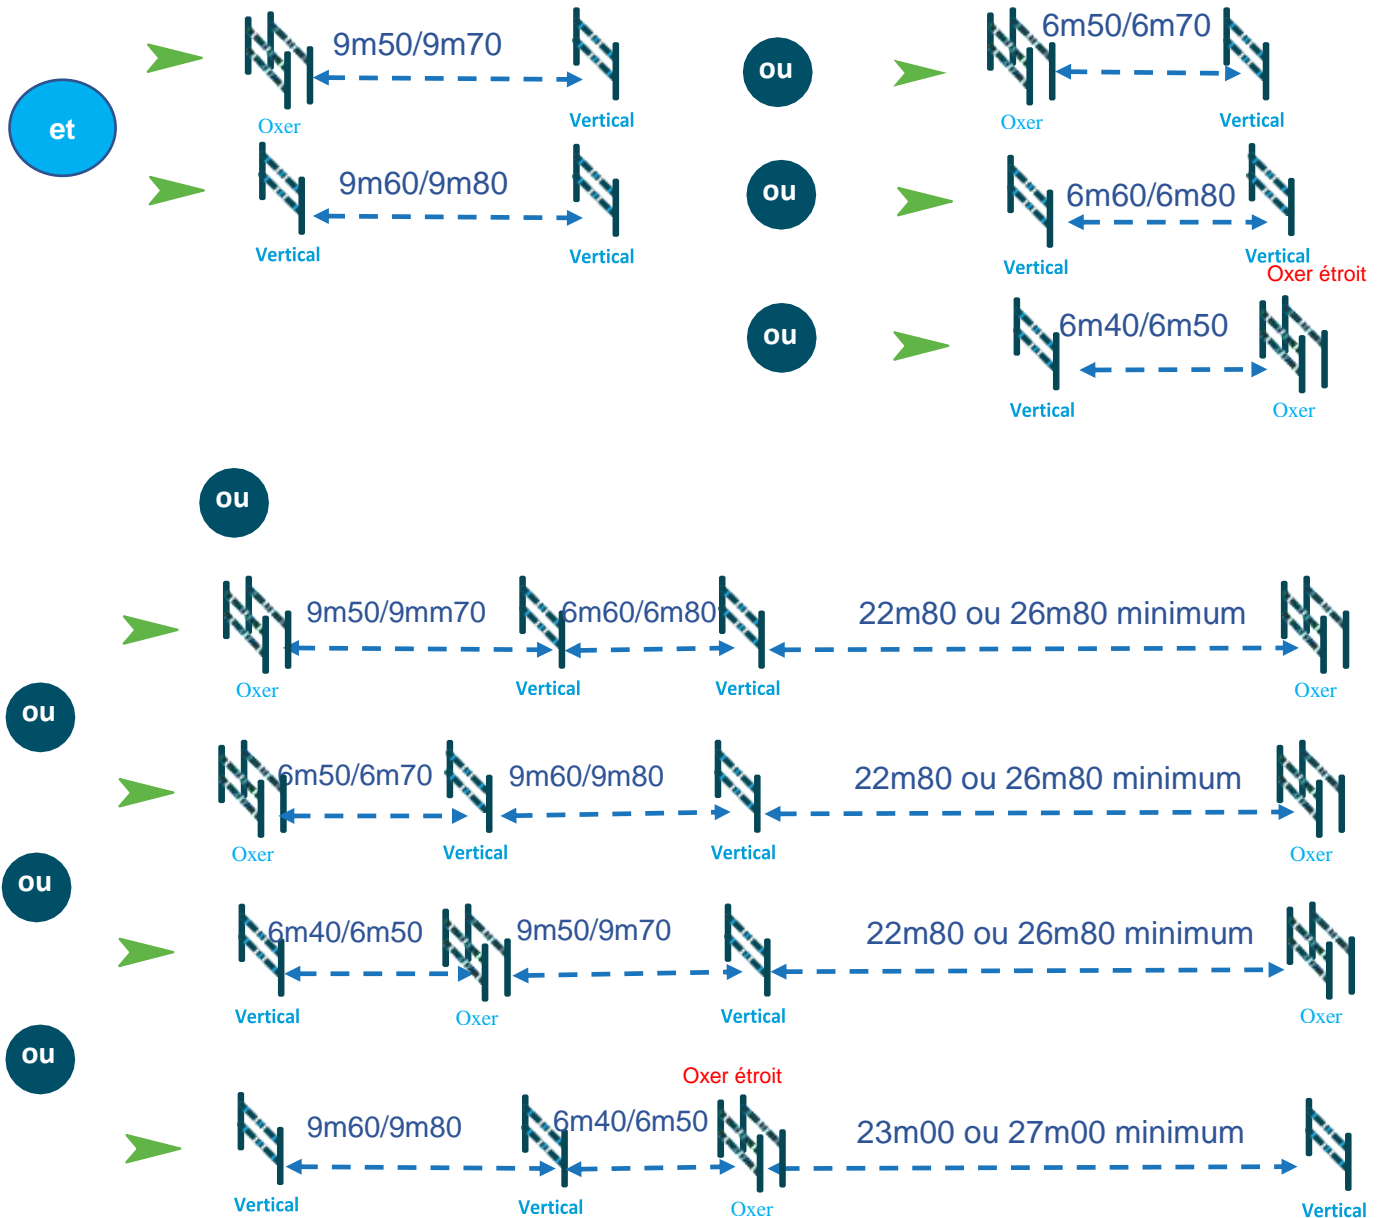 9m50/9m70
Oxer
Vertical
et
9m60/9m80
Vertical
Vertical
ou
6m50/6m70
Oxer
Vertical
ou
6m60/6m80
Vertical
Vertical
Oxer étroit
ou
6m40/6m50
Vertical
Oxer
ou
9m50/9mm70
6m60/6m80
22m80 ou 26m80 minimum
Oxer
Vertical
Vertical
Oxer
ou
6m50/6m70
9m60/9m80
22m80 ou 26m80 minimum
Oxer
Vertical
Vertical
Oxer
ou
6m40/6m50
9m50/9m70
22m80 ou 26m80 minimum
Vertical
Oxer
Vertical
Oxer
ou
Oxer étroit
9m60/9m80
6m40/6m50
23m00 ou 27m00 minimum
Vertical
Vertical
Oxer
Vertical